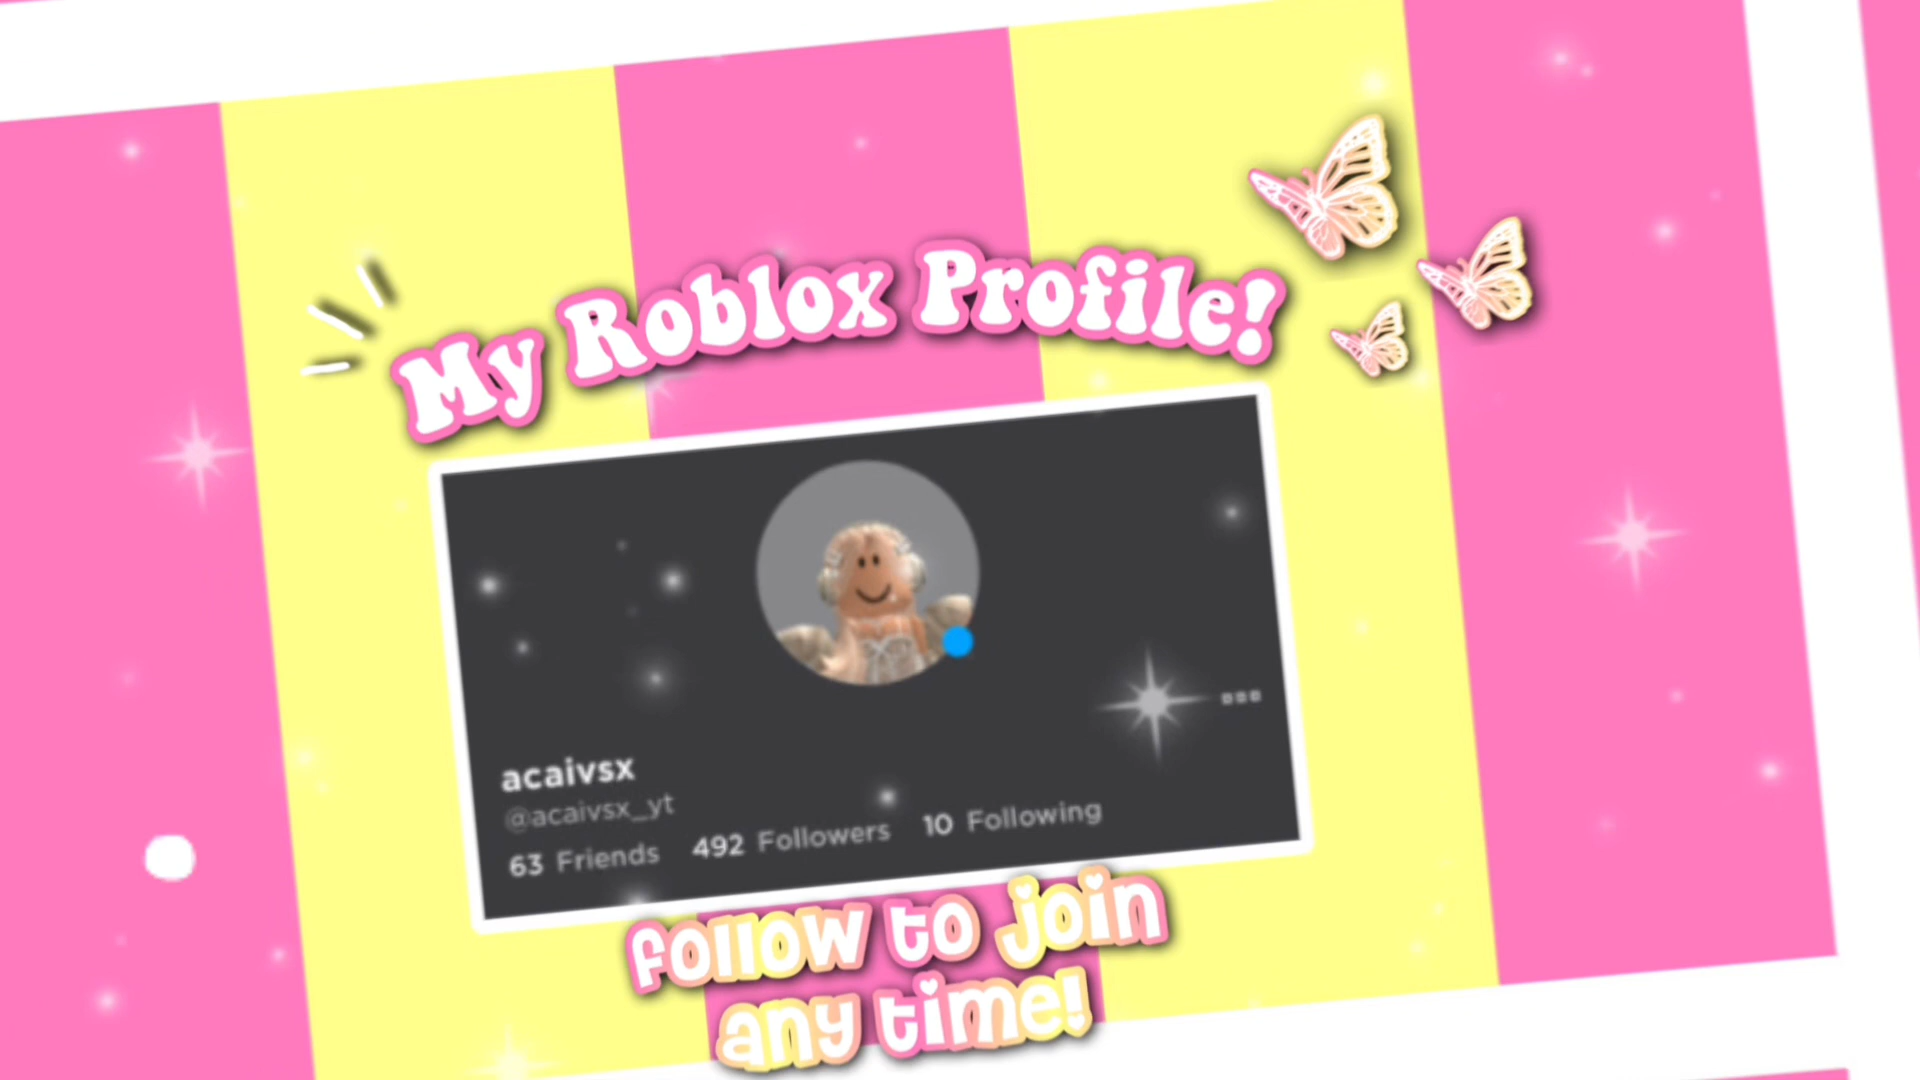 My Roblox Profile!
acaivsx
@acaivsx_yt
63 Friends 492 Followers 10 Following
follow to join
any time!